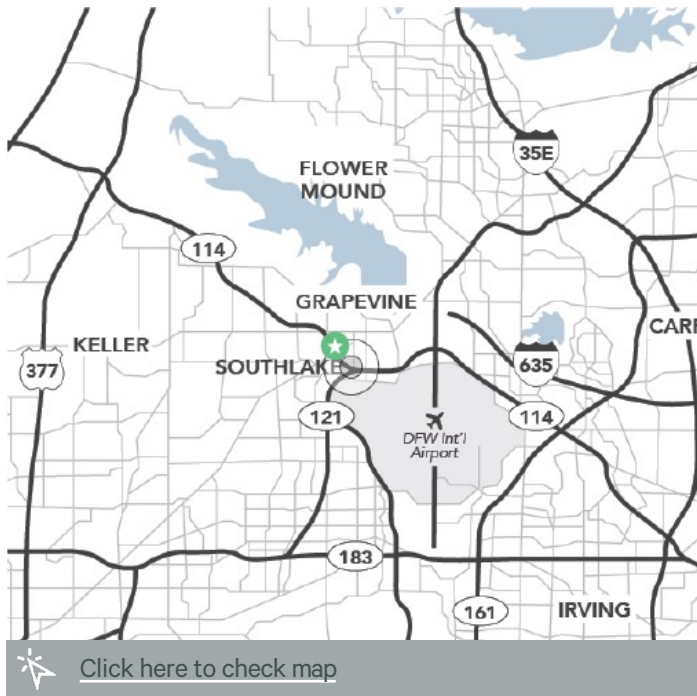 35E
FLOWER
MOUND
114
GRAPEVINE
KELLER
SOUTHLAKE
377
635
121
114
DFW Int'l
Airport
183
161
IRVING
Click here to check map